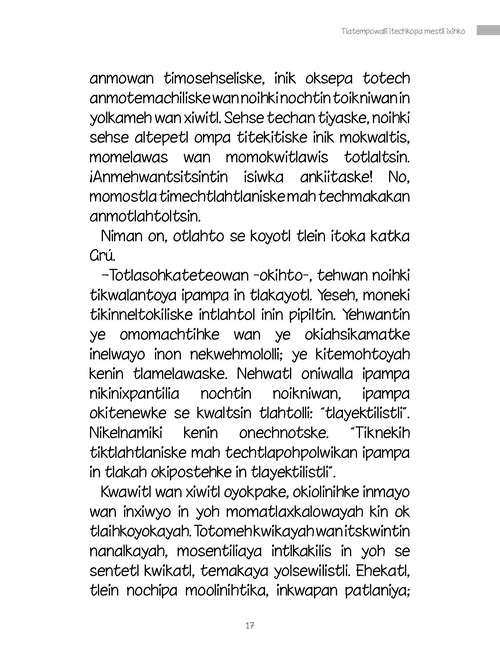 Tlatempowalli itechkopa mestli ixihko
anmowan timosehseliske, inik oksepa totech
anmotemachiliske wan noihki nochtin toikniwan in
yolkameh wan xiwitl. Sehse techan tiyaske, noihki
sehse altepetl ompa titekitiske inik mokwaltis,
momelawas wan momokwitlawis totlaltsin.
¡Anmehwantsitsintin isiwka ankiitaske! No,
momostla timechtlahtlaniske mah techmakakan
anmotlahtoltsin.
Niman on, otlahto se koyotl tlein itoka katka
Grú.
–Totlasohkateteowan -okihto-, tehwan noihki
tikwalantoya ipampa in tlakayotl. Yeseh, moneki
tikinneltokiliske intlahtol inin pipiltin. Yehwantin
ye omomachtihke wan ye okiahsikamatke
inelwayo inon nekwehmololli; ye kitemohtoyah
kenin tlamelawaske. Nehwatl oniwalla ipampa
nikinixpantilia nochtin noikniwan, ipampa
okitenewke se kwaltsin tlahtolli: "tlayektilistli".
Nikelnamiki kenin onechnotske. "Tiknekih
tiktlahtlaniske mah techtlapohpolwikan ipampa
in tlakah okipostehke in tlayektilistli".
Kwawitl wan xiwitl oyokpake, okiolinihke inmayo
wan inxiwyo in yoh momatlaxkalowayah kin ok
tlaihkoyokayah. Totomeh kwikayah wan itskwintin
nanalkayah, mosentiliaya intlkakilis in yoh se
sentetl kwikatl, temakaya yolsewilistli. Ehekatl,
tlein nochipa moolinihtika, inkwapan patlaniya;
17